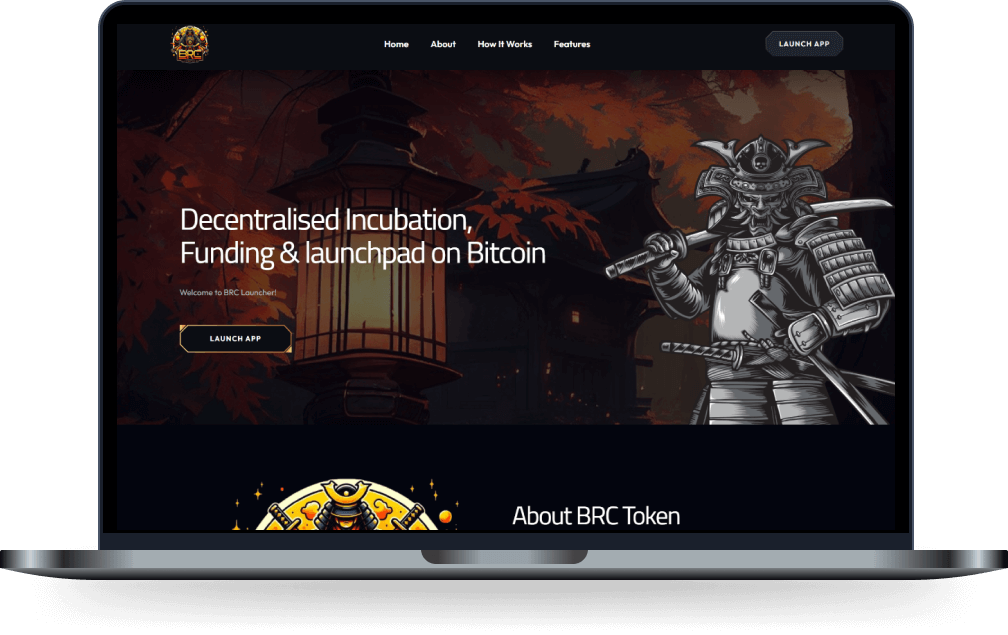 BRC
Home
About
How It Works
Features
LAUNCH APP
Decentralised Incubation,
Funding & launchpad on Bitcoin
Welcome to BRC Launcher!
LAUNCH APP
About BRC Token